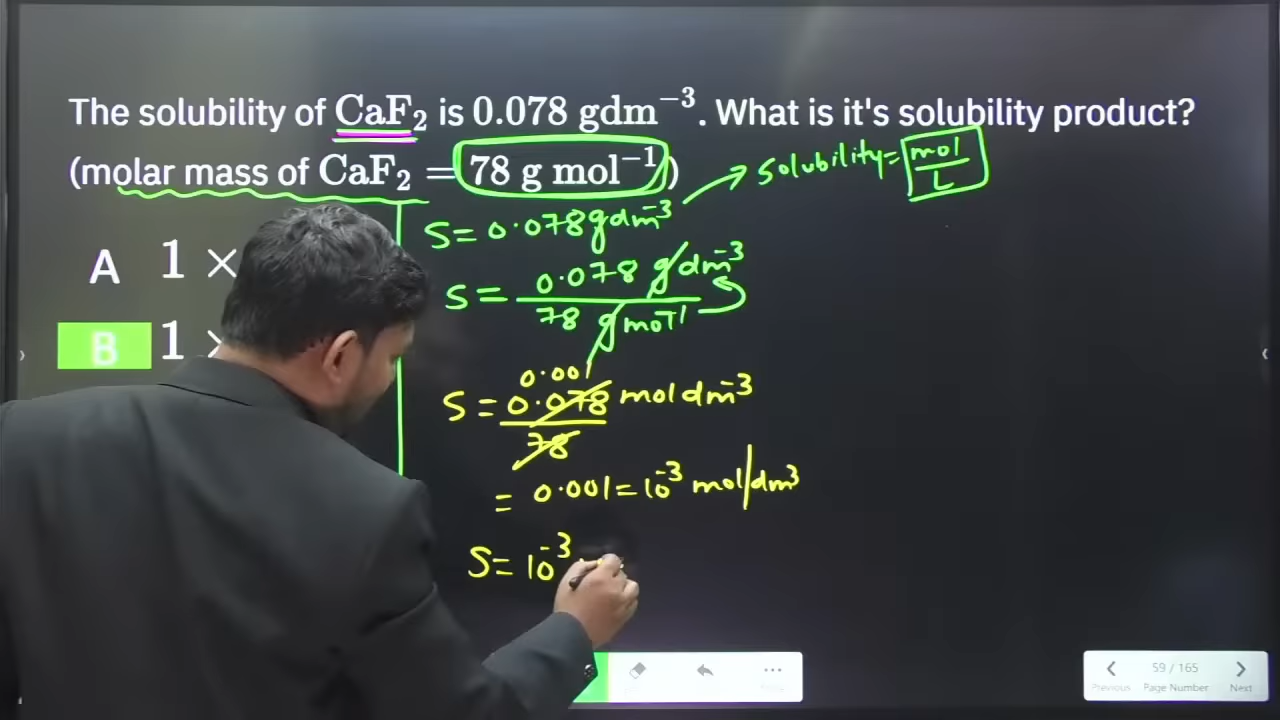 The solubility of CaF₂ is 0.078 gdm⁻³. What is it's solubility product?
(molar mass of CaF₂ = 78 g mol⁻¹)
solubility = mol/L
S = 0.078 gdm⁻³
A 1 ×
S = 0.078 gdm⁻³ / 78 g mol⁻¹
B 1 ×
0.001
S = 0.078 / 78 mol dm⁻³
= 0.001 = 10⁻³ mol/dm³
S = 10⁻³
59 / 165
Previous Page Number Next